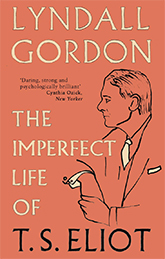 LYNDALL
GORDON
'Daring, strong and
psychologically brilliant'
Cynthia Ozick,
New Yorker
THE
IMPERFECT
LIFE
OF
T. S. ELIOT